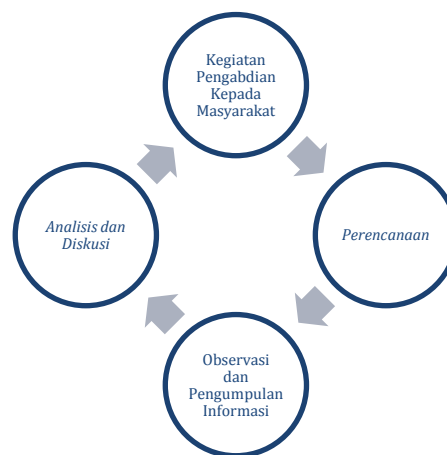 Kegiatan
Pengabdian
Kepada
Masyarakat
Perencanaan
Observasi
dan
Pengumpulan
Informasi
Analisis dan
Diskusi